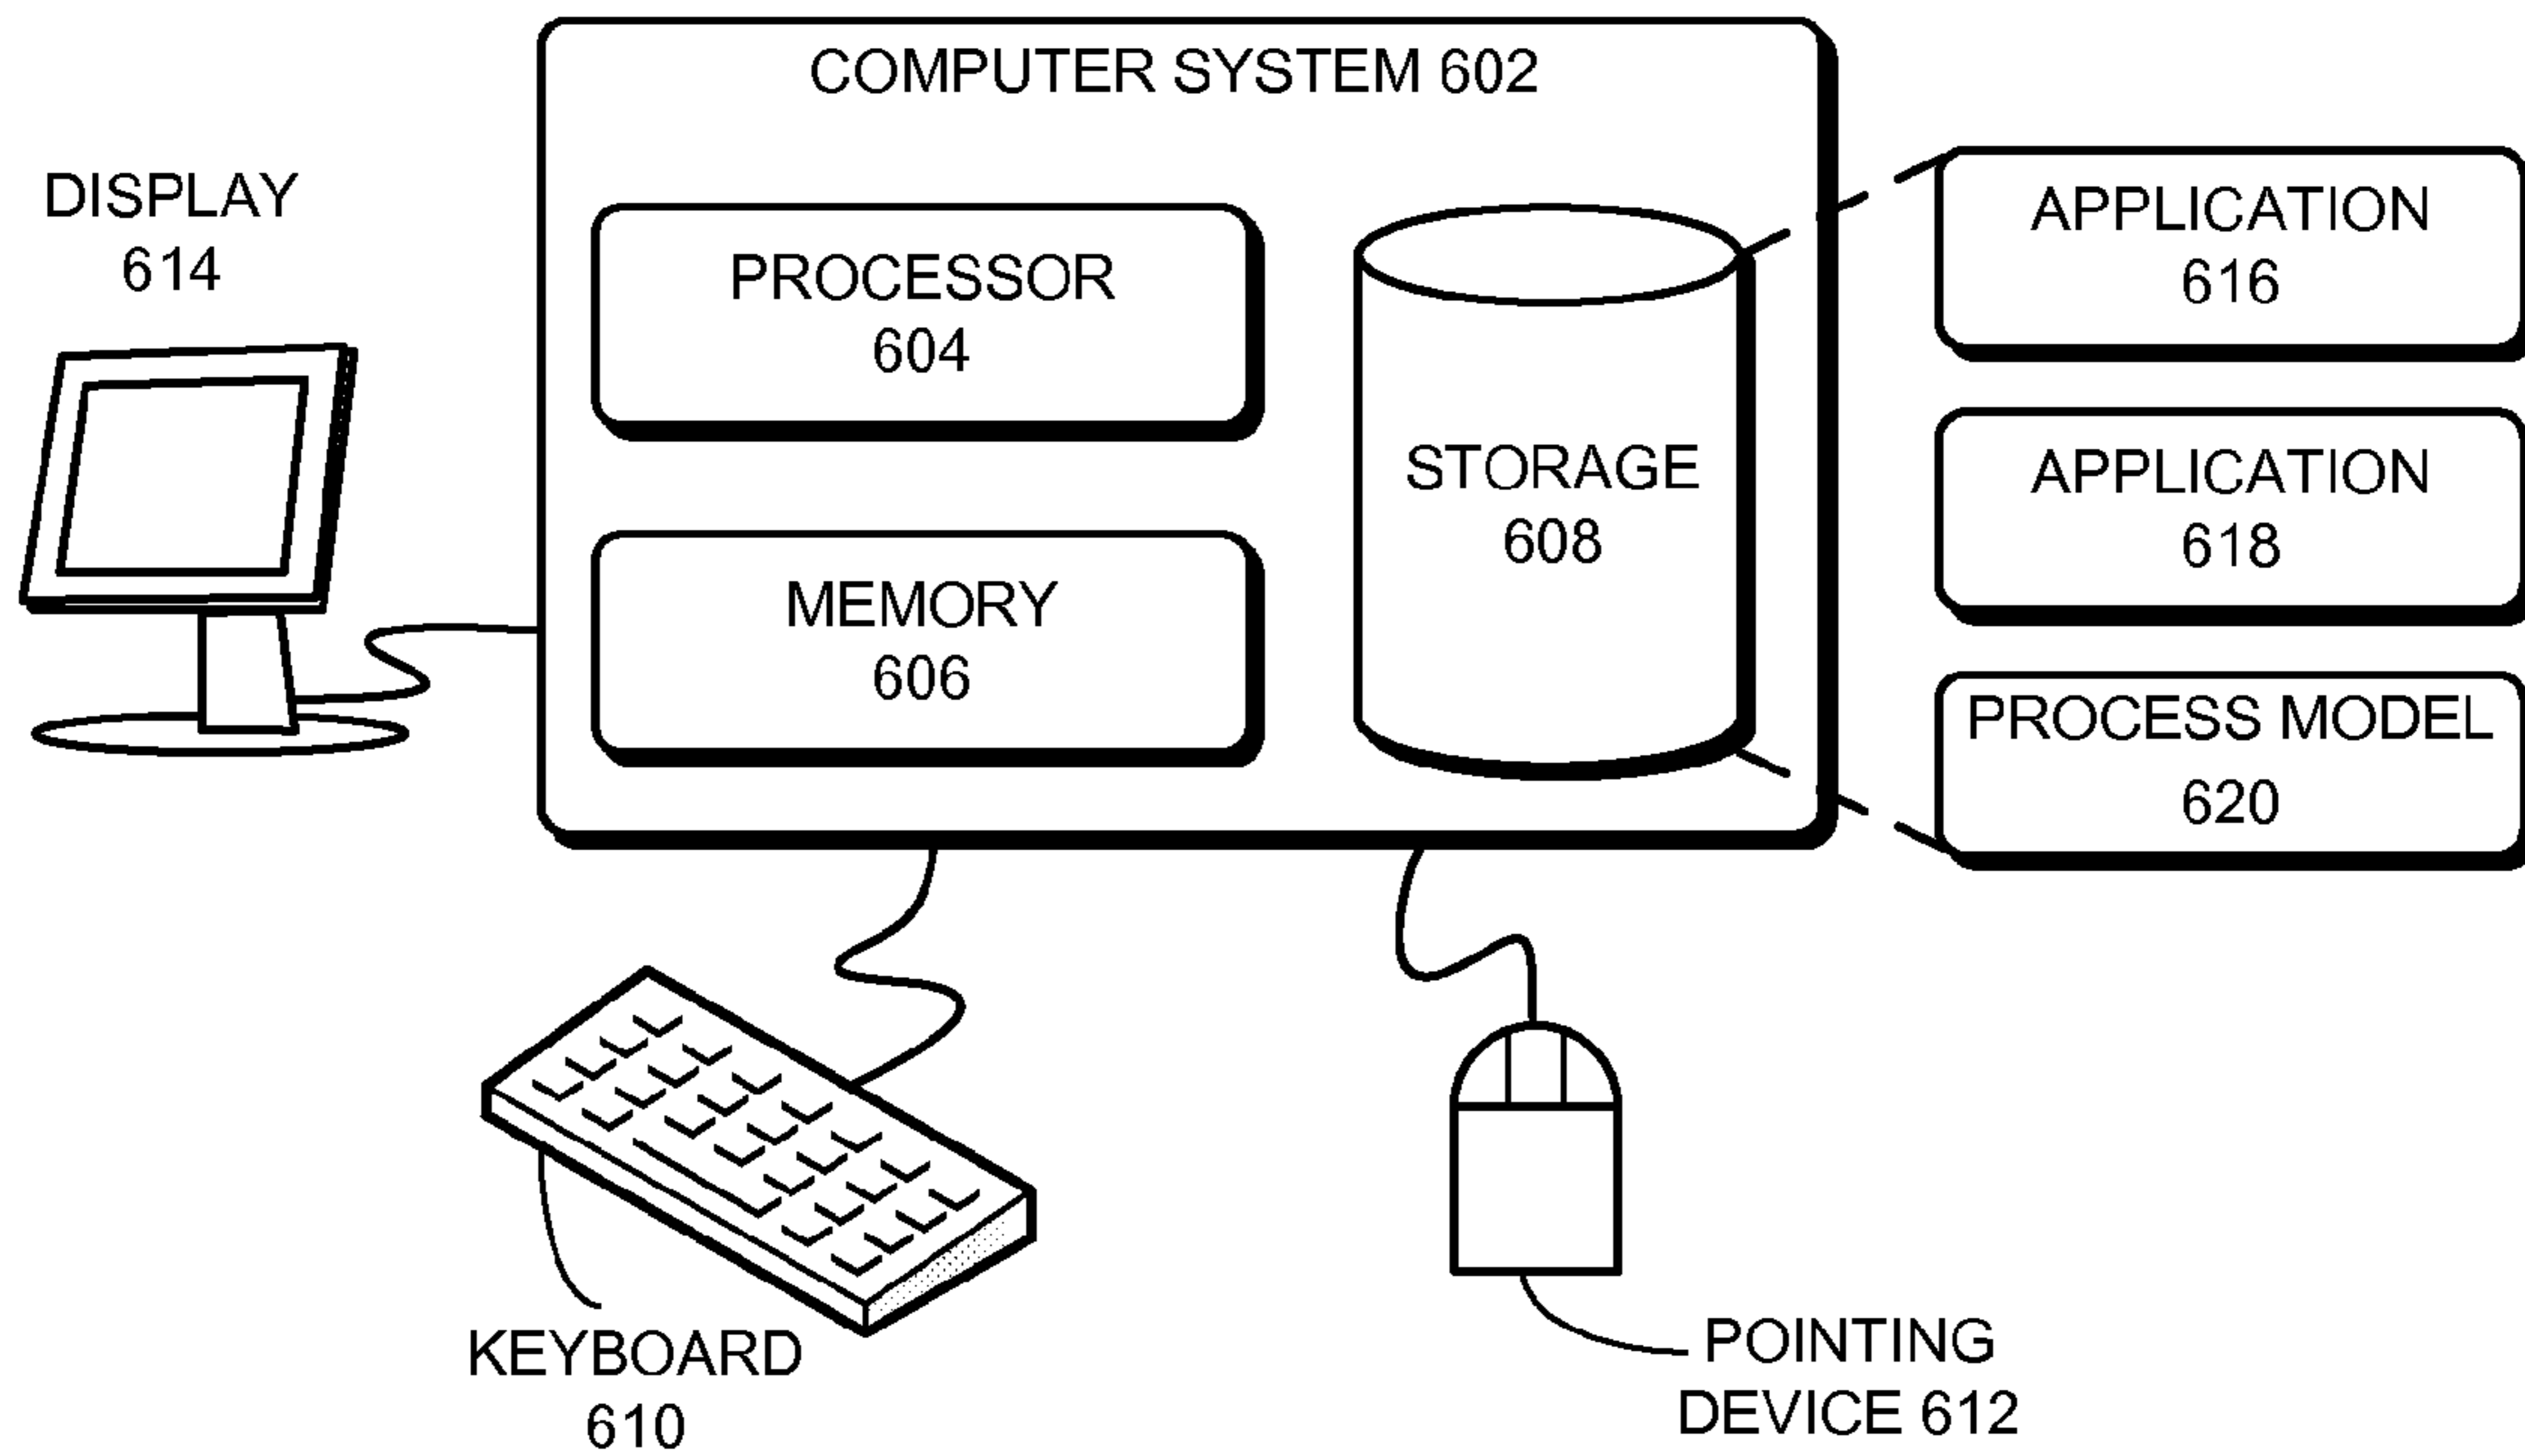 COMPUTER SYSTEM 602
DISPLAY
614
PROCESSOR
604
MEMORY
606
STORAGE
608
APPLICATION
616
APPLICATION
618
PROCESS MODEL
620
KEYBOARD
610
POINTING
DEVICE 612